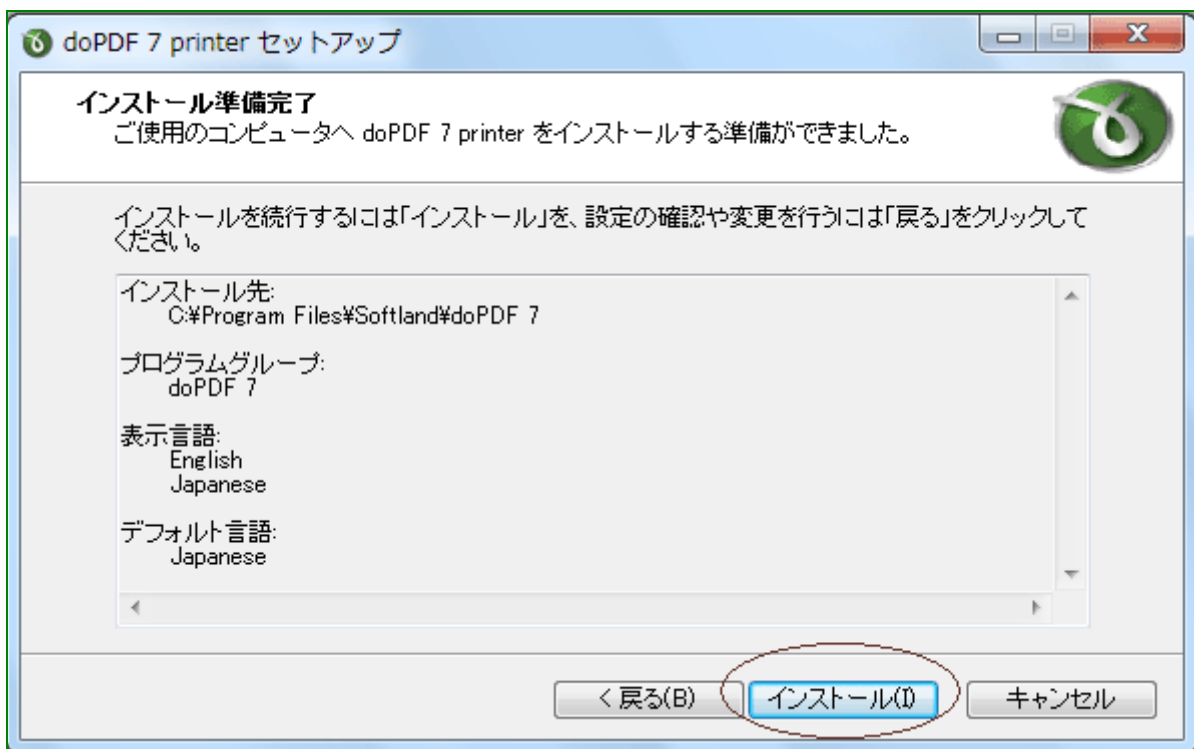 doPDF 7 printer セットアップ
インストール準備完了
ご使用のコンピュータへ doPDF 7 printer をインストールする準備ができました。
インストールを続行するには「インストール」を、設定の確認や変更を行うには「戻る」をクリックして
ください。
インストール先:
C:¥Program Files¥Softland¥doPDF 7
プログラムグループ:
doPDF 7
表示言語:
English
Japanese
デフォルト言語:
Japanese
< 戻る(B)
インストール(I)
キャンセル